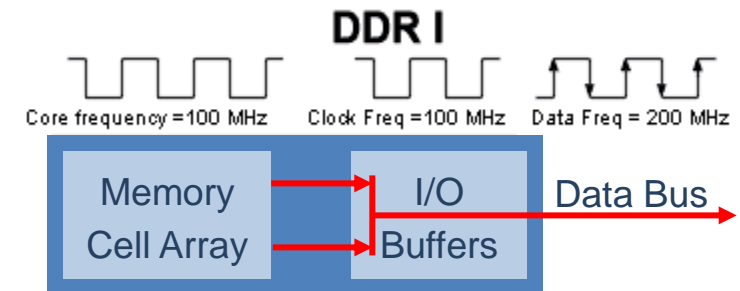 DDR I
Core frequency =100 MHz
Clock Freq =100 MHz
Data Freq = 200 MHz
Memory
Cell Array
I/O
Buffers
Data Bus